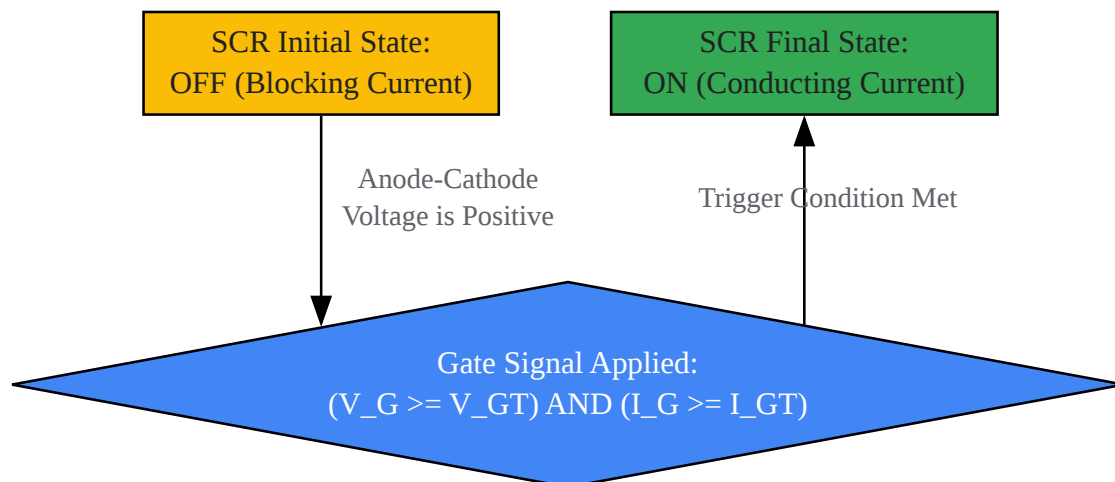 SCR Initial State:
OFF (Blocking Current)
SCR Final State:
ON (Conducting Current)
Anode-Cathode
Voltage is Positive
Trigger Condition Met
Gate Signal Applied:
(V_G >= V_GT) AND (I_G >= I_GT)